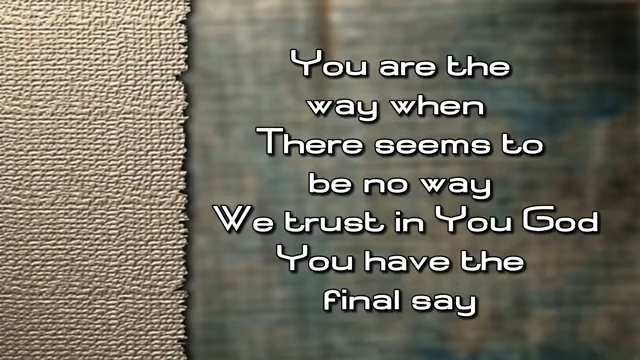 You are the
way when
There seems to
be no way
We trust in You God
You have the
final say